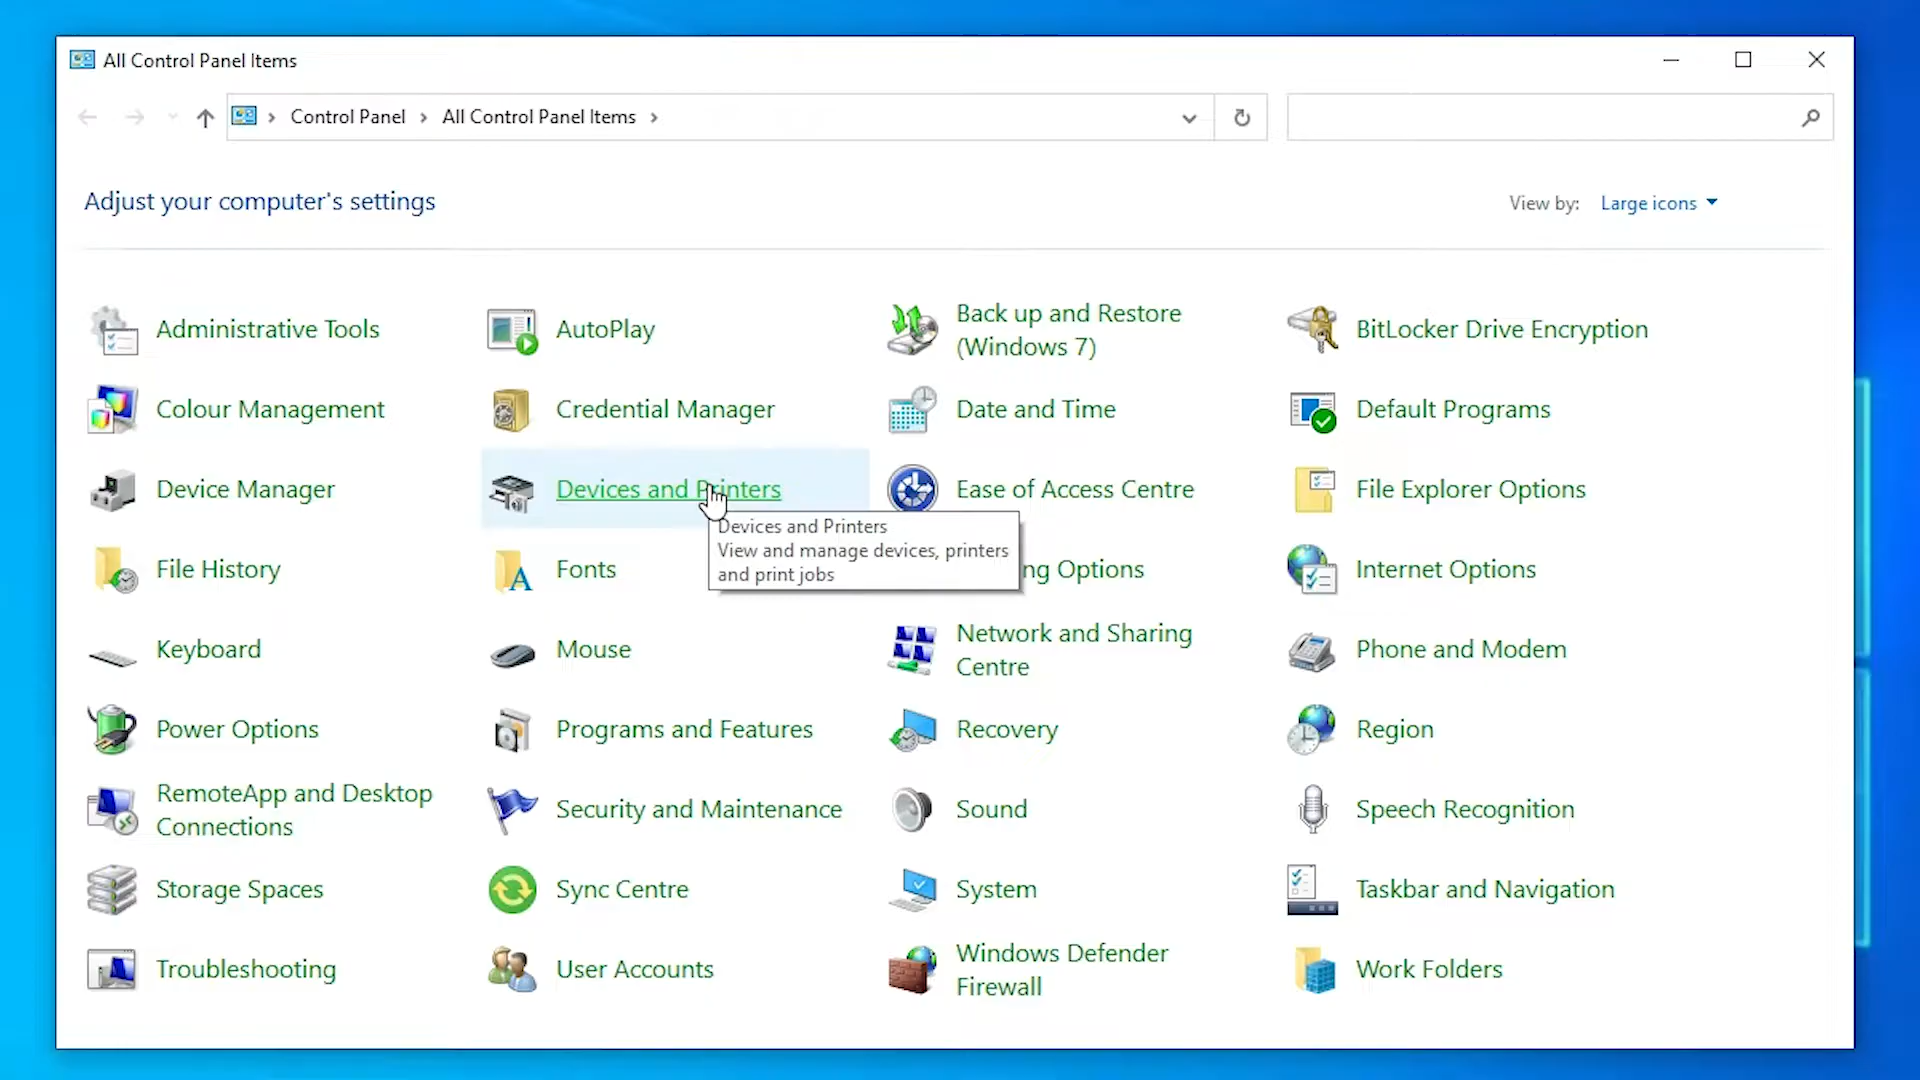 All Control Panel Items
Control Panel
All Control Panel Items
Adjust your computer's settings
View by: Large icons
Administrative Tools
AutoPlay
Back up and Restore
(Windows 7)
BitLocker Drive Encryption
Colour Management
Credential Manager
Date and Time
Default Programs
Device Manager
Devices and Printers
Ease of Access Centre
File Explorer Options
Devices and Printers
View and manage devices, printers
and print jobs
File History
Fonts
Options
Internet Options
Keyboard
Mouse
Network and Sharing
Centre
Phone and Modem
Power Options
Programs and Features
Recovery
Region
RemoteApp and Desktop
Connections
Security and Maintenance
Sound
Speech Recognition
Storage Spaces
Sync Centre
System
Taskbar and Navigation
Troubleshooting
User Accounts
Windows Defender
Firewall
Work Folders